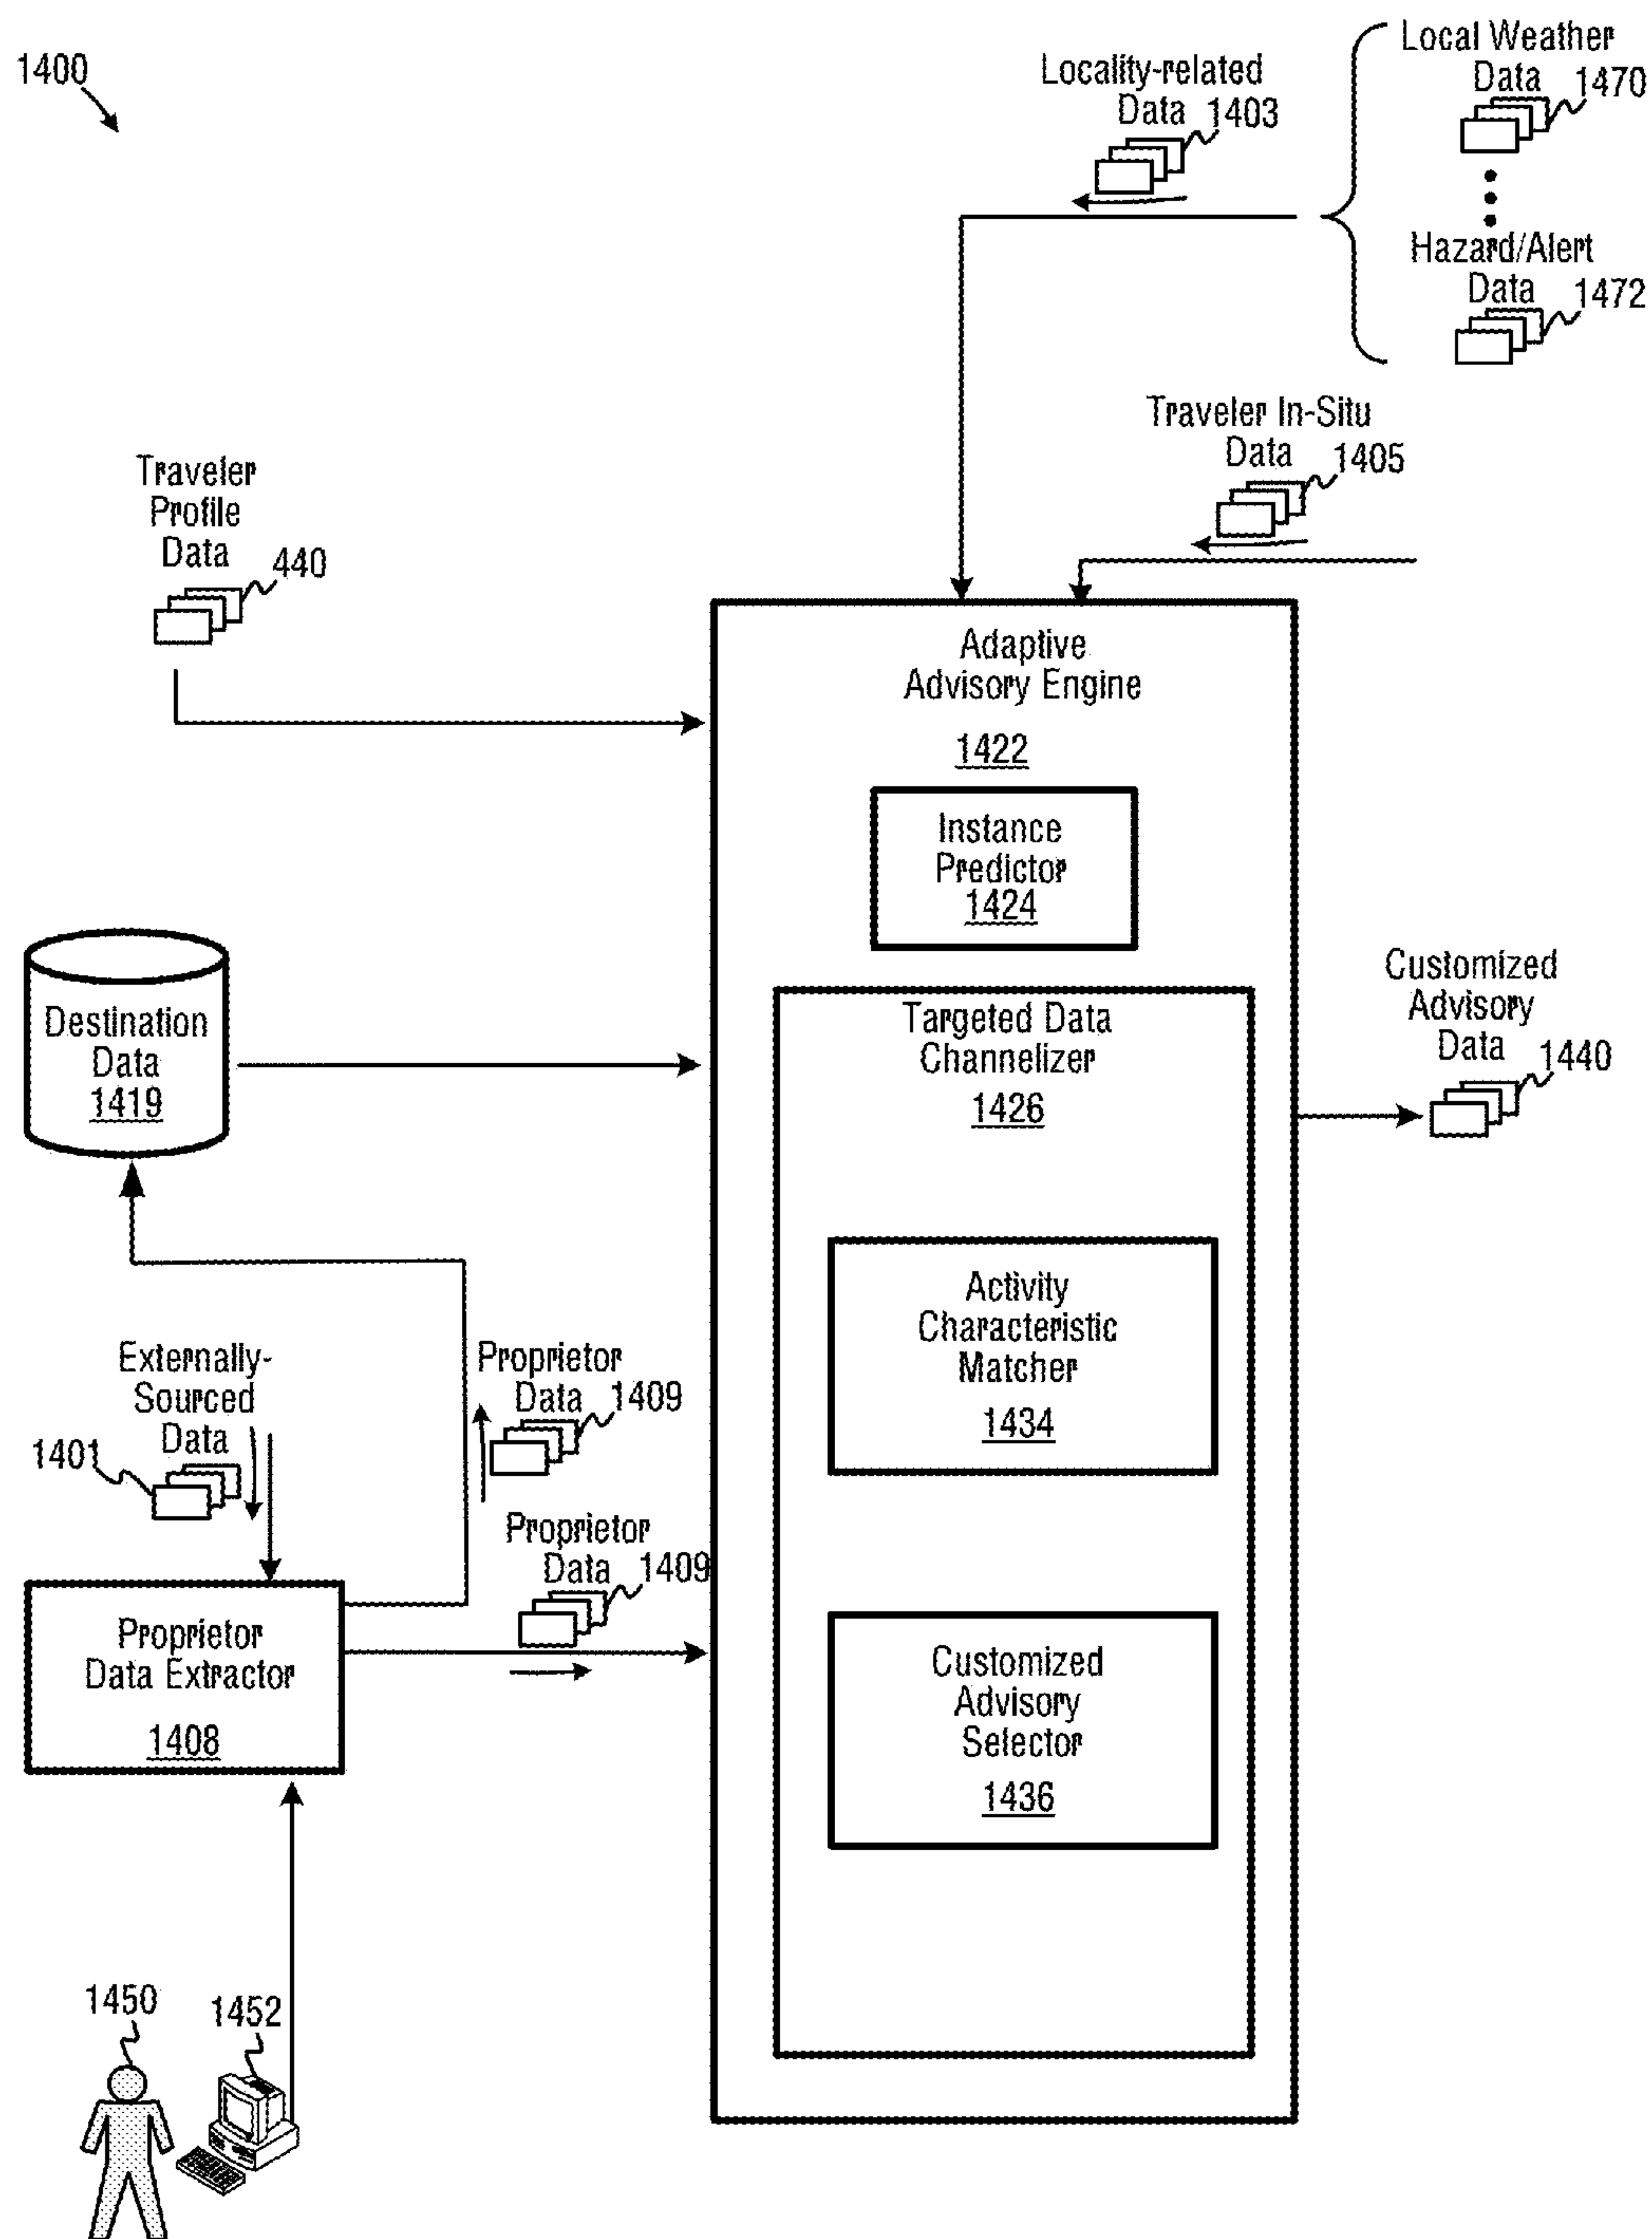 1400
Locality-related
Data 1403
Local Weather
Data 1470
Hazard/Alert
Data 1472
Traveler In-Situ
Data 1405
Traveler
Profile
Data
440
Adaptive
Advisory Engine
1422
Instance
Predictor
1424
Destination
Data
1419
Targeted Data
Channelizer
1426
Customized
Advisory
Data
1440
Activity
Characteristic
Matcher
1434
Externally-
Sourced
Data
1401
Proprietor
Data 1409
Proprietor
Data 1409
Proprietor
Data Extractor
1408
Customized
Advisory
Selector
1436
1450
1452